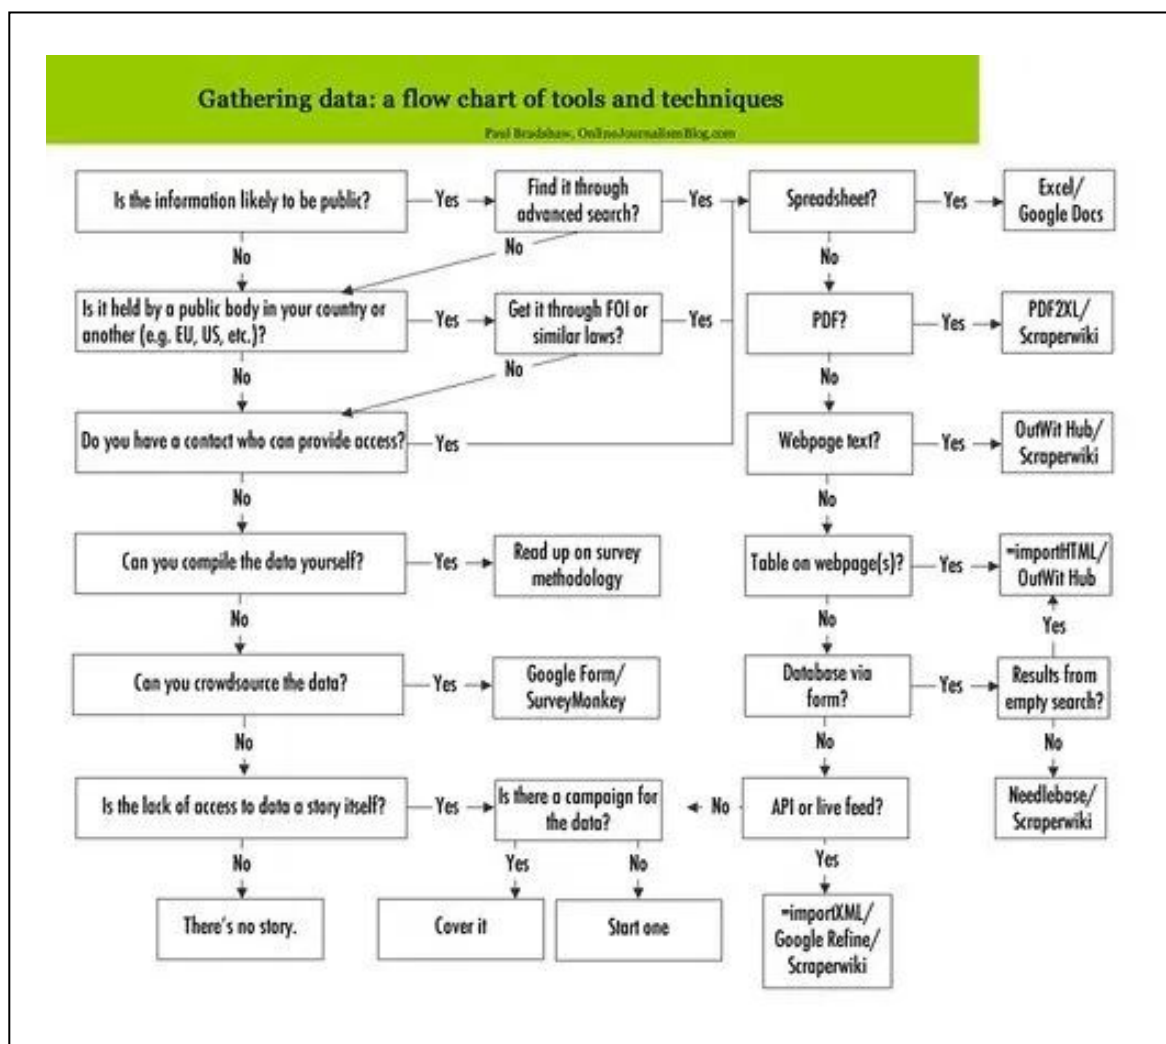 Gathering data: a flow chart of tools and techniques
Paul Bradshaw, OnlineJournalismBlog.com
Is the information likely to be public?
Yes
Find it through
advanced search?
Yes
Spreadsheet?
Yes
Excel/
Google Docs
No
No
No
Is it held by a public body in your country or
another (e.g. EU, US, etc.)?
Yes
Get it through FOI or
similar laws?
Yes
PDF?
Yes
PDF2XL/
Scraperwiki
No
No
No
Do you have a contact who can provide access?
Yes
Webpage text?
Yes
OutWit Hub/
Scraperwiki
No
No
Can you compile the data yourself?
Yes
Read up on survey
methodology
Table on webpage(s)?
Yes
=importHTML/
OutWit Hub
No
No
Yes
Can you crowdsource the data?
Yes
Google Form/
SurveyMonkey
Database via
form?
Yes
Results from
empty search?
No
No
No
Is the lack of access to data a story itself?
Yes
Is there a campaign for
the data?
No
API or live feed?
Needlebase/
Scraperwiki
No
Yes
No
Yes
There's no story.
Cover it
Start one
=importXML/
Google Refine/
Scraperwiki